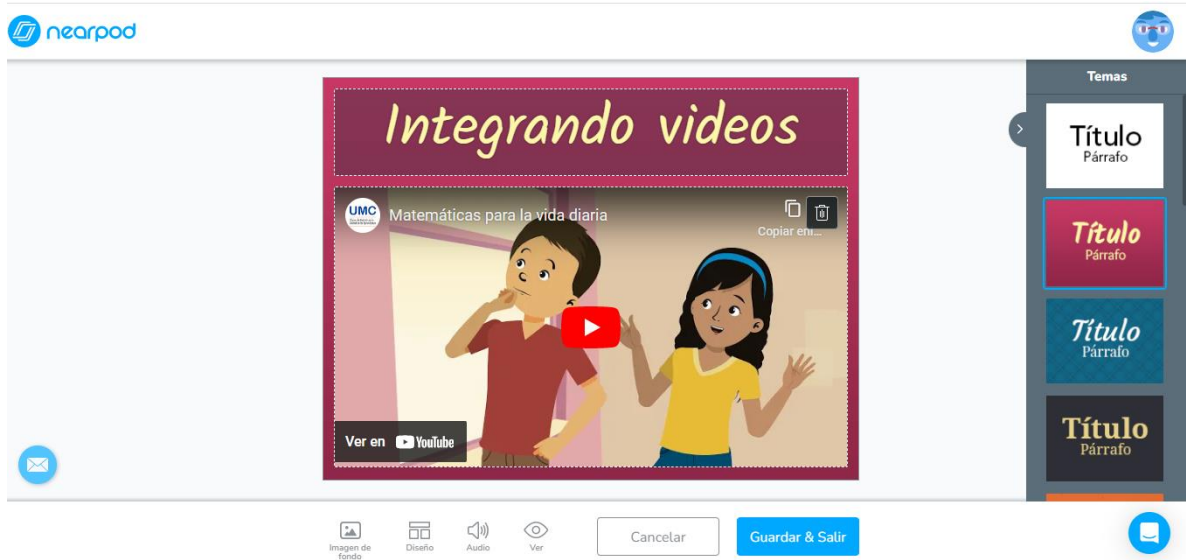 nearpod
Temas
Integrando videos
UMC
Matemáticas para la vida diaria
Copiar enl...
Ver en YouTube
Título
Párrafo
Título
Párrafo
Título
Párrafo
Título
Párrafo
Imagen de
fondo
Diseño
Audio
Ver
Cancelar
Guardar & Salir